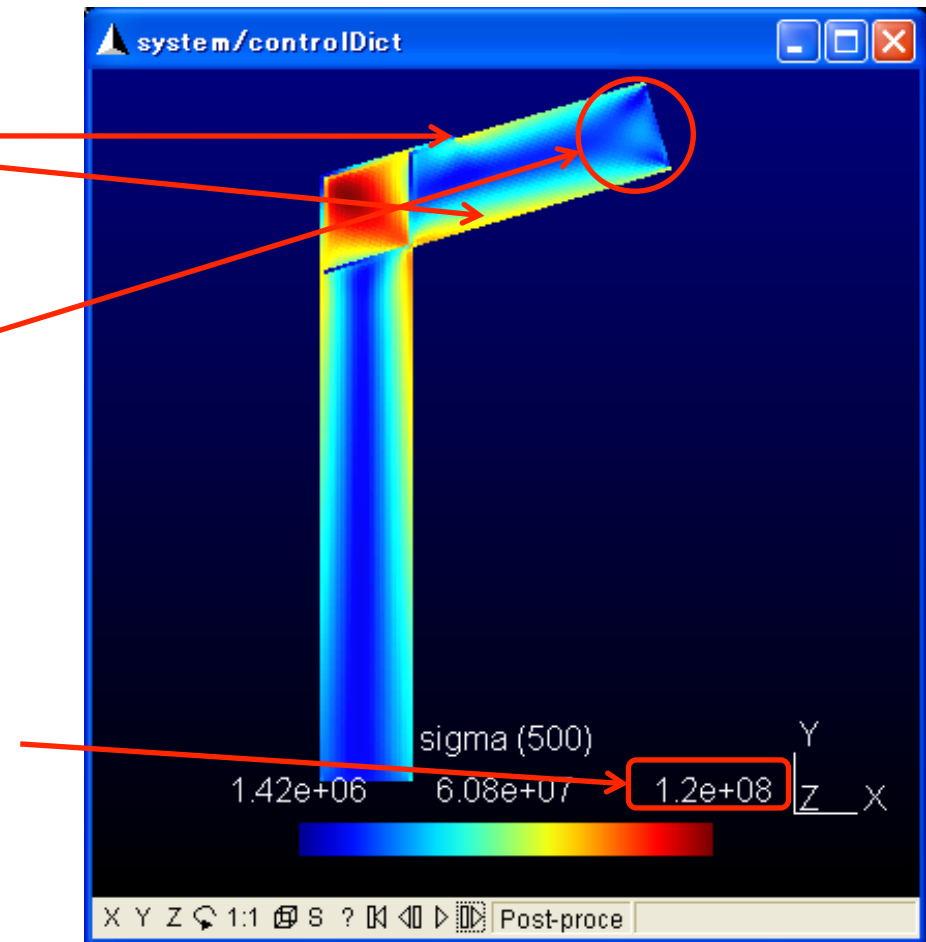 system/controlDict
sigma (500)
1.42e+06 6.08e+07 1.2e+08
Y
Z X
X Y Z 1:1 S ? Post-proce